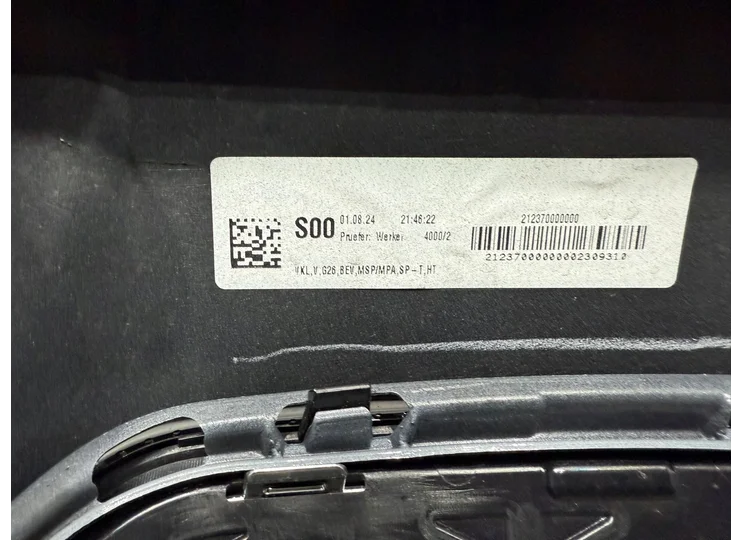 S00 01.08.24 21:46:22
Pruefer: Werker 4000/2
VKL,V,G26,BEV,MSP/MPA,SP-T,HT
212370000000
21237000000002309310